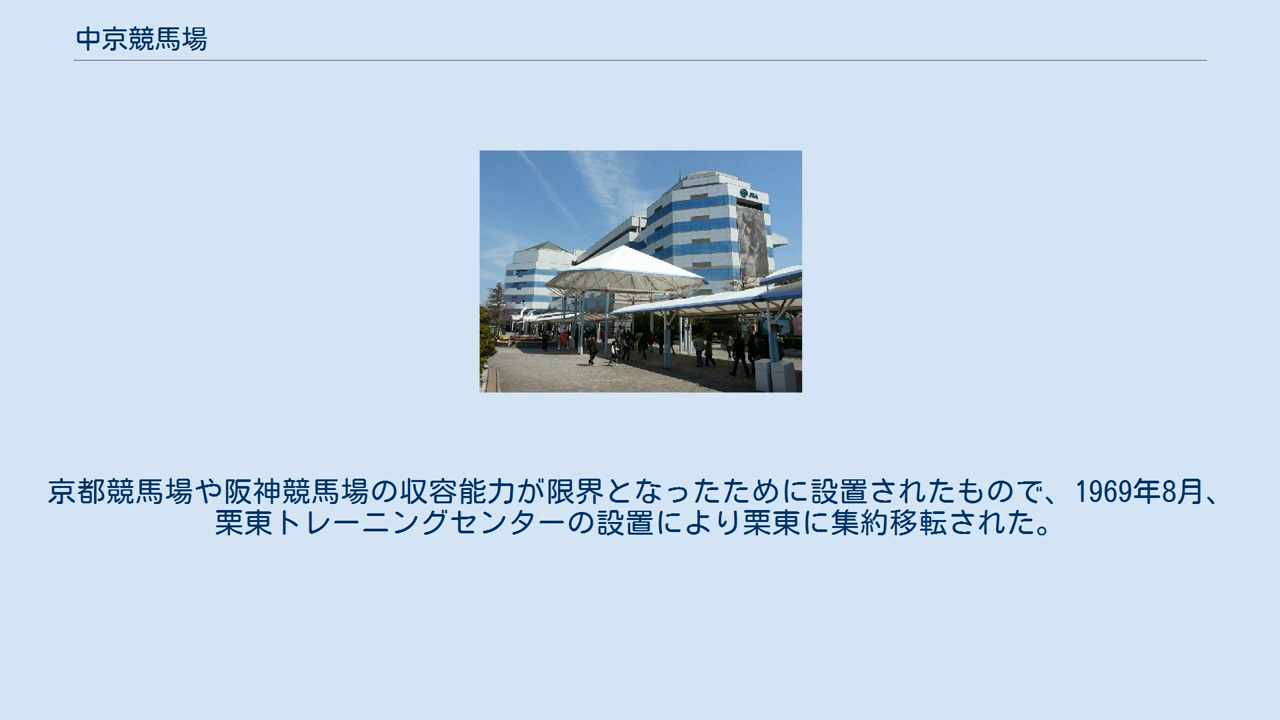 中京競馬場
JRA
京都競馬場や阪神競馬場の収容能力が限界となったために設置されたもので、1969年8月、
栗東トレーニングセンターの設置により栗東に集約移転された。